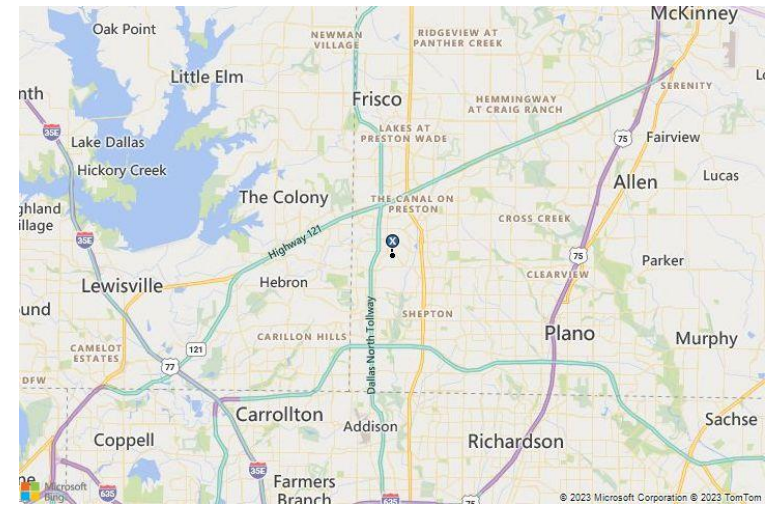 McKinney
Oak Point
NEWMAN
VILLAGE
RIDGEVIEW AT
PANTHER CREEK
Little Elm
Frisco
HEMMINGWAY
AT CRAIG RANCH
SERENITY
nth
35E
Lake Dallas
LAKES AT
PRESTON WADE
75
Fairview
Hickory Creek
Allen
Lucas
The Colony
THE CANAL ON
PRESTON
ghland
illage
35E
Highway 121
CROSS CREEK
X
75
Parker
CLEARVIEW
Lewisville
Hebron
und
SHEPTON
Dallas North Tollway
Plano
Murphy
CARILLON HILLS
121
CAMELOT
ESTATES
77
DFW
Carrollton
Addison
Sachse
Coppell
Richardson
35E
Farmers
Branch
Microsoft
Bing
635
635
75
© 2023 Microsoft Corporation © 2023 TomTom